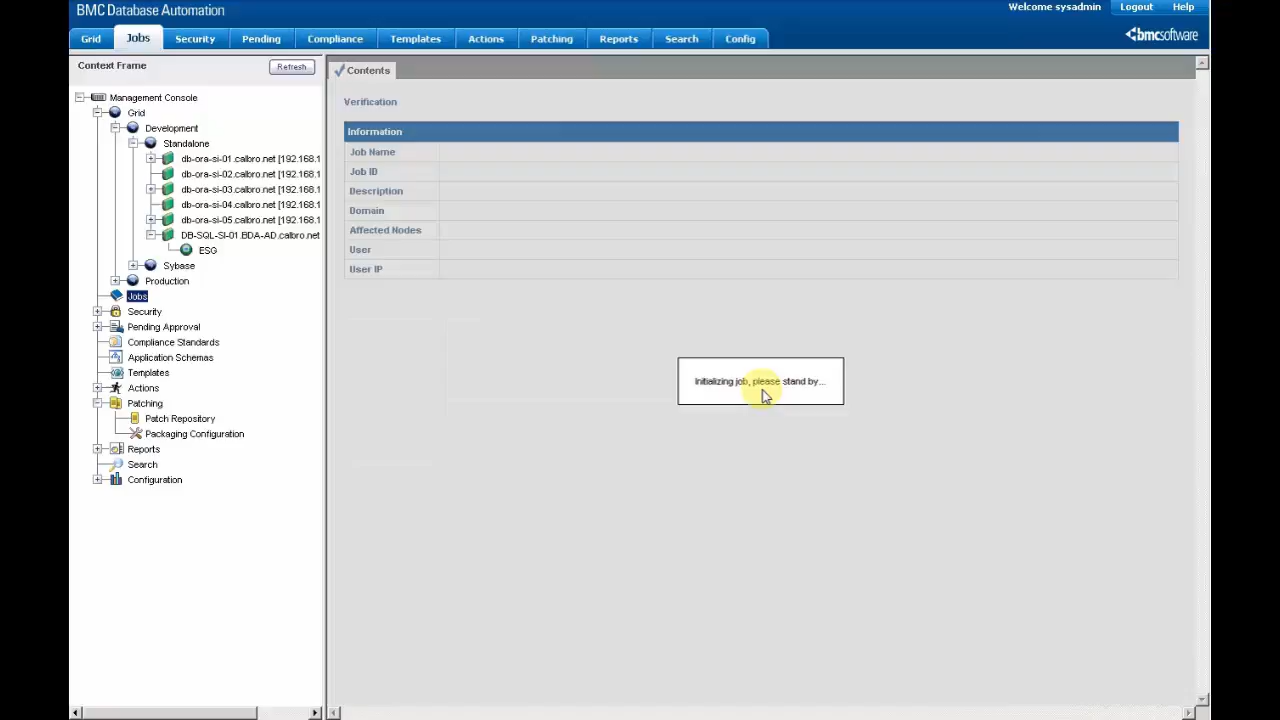 BMC Database Automation
Welcome sysadmin
Logout
Help
Grid
Jobs
Security
Pending
Compliance
Templates
Actions
Patching
Reports
Search
Config
bmcsoftware
Context Frame
Refresh
Management Console
Grid
Development
Standalone
db-ora-si-01.calbro.net [192.168.1
db-ora-si-02.calbro.net [192.168.1
db-ora-si-03.calbro.net [192.168.1
db-ora-si-04.calbro.net [192.168.1
db-ora-si-05.calbro.net [192.168.1
DB-SQL-SI-01.BDA-AD.calbro.net
ESG
Sybase
Production
Jobs
Security
Pending Approval
Compliance Standards
Application Schemas
Templates
Actions
Patching
Patch Repository
Packaging Configuration
Reports
Search
Configuration
Contents
Verification
Information
Job Name
Job ID
Description
Domain
Affected Nodes
User
User IP
Initializing job, please stand by...